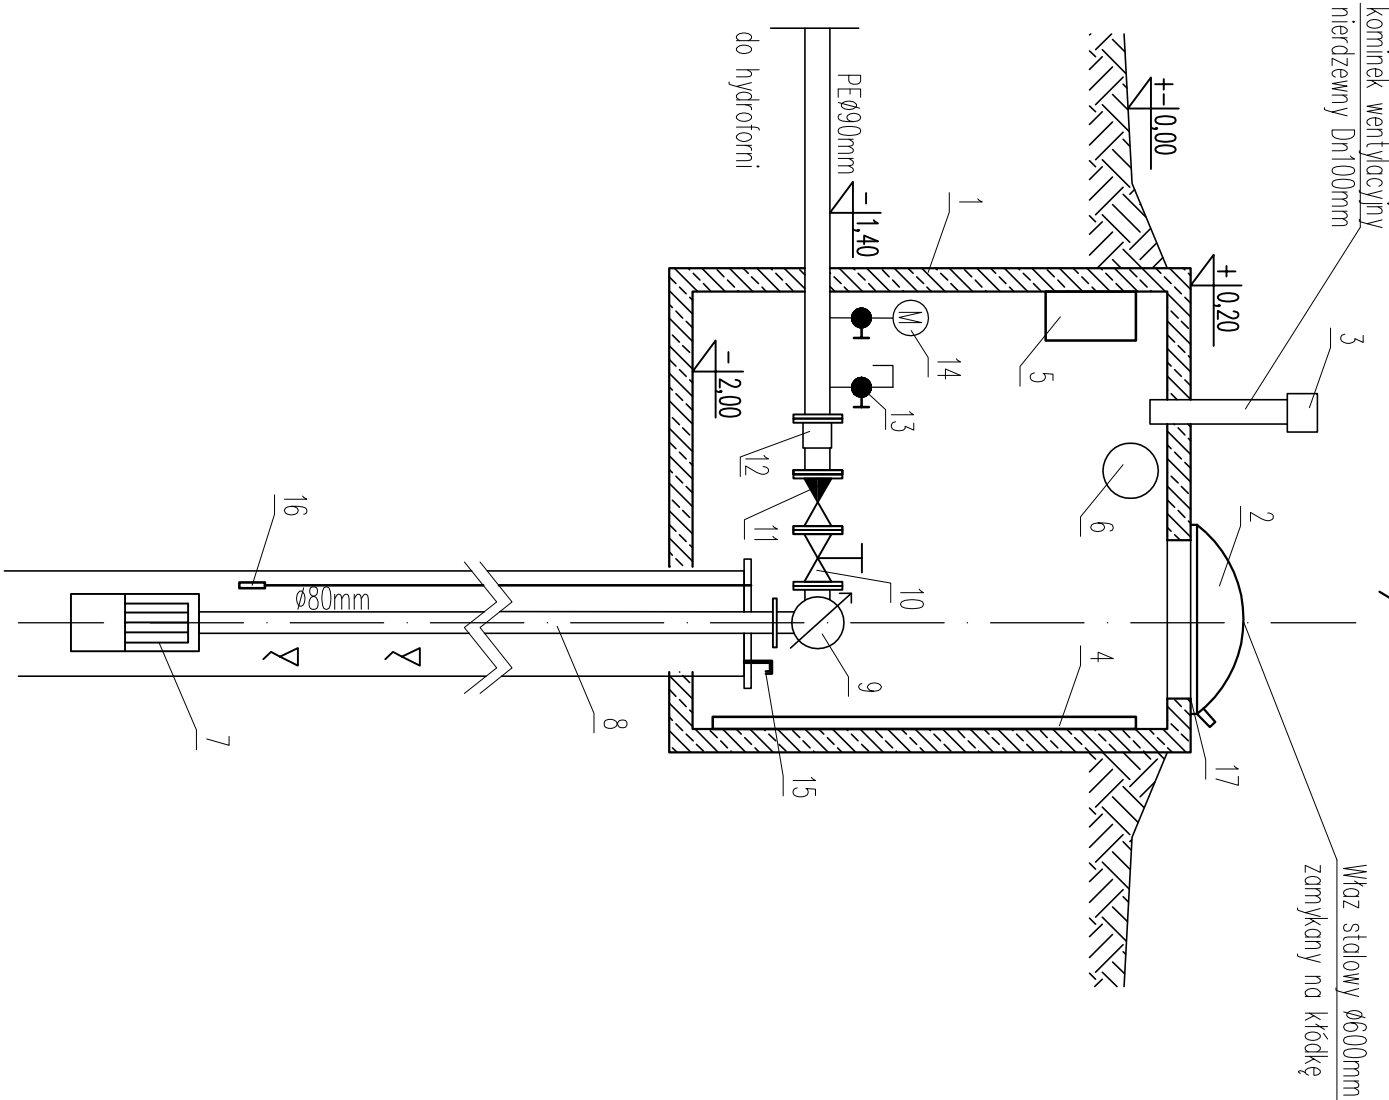 kominek wentylacyjny
nierdzewny Dn100mm
+-0,00
+0,20
3
Właz stalowy ø600mm
zamykany na kłódkę
2
17
1
5
6
4
PEø90mm
-1,40
do hydroforni
M
14
13
12
11
10
9
15
-2,00
16
ø80mm
8
7